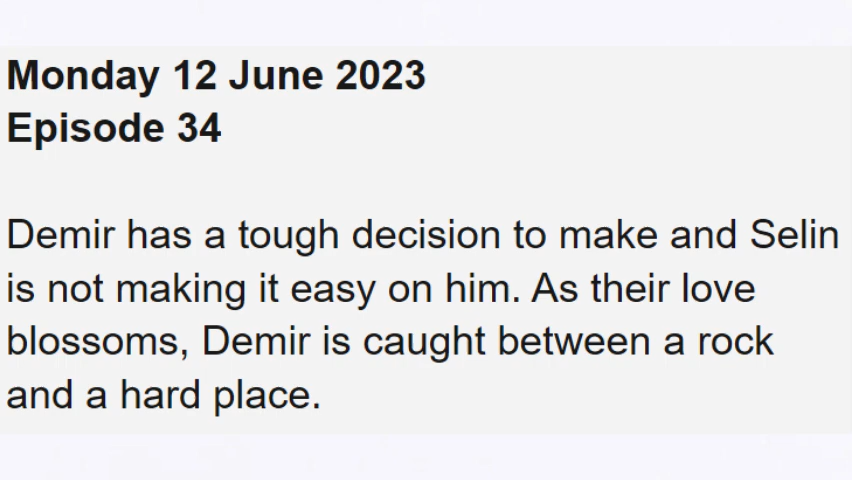 Monday 12 June 2023
Episode 34
Demir has a tough decision to make and Selin
is not making it easy on him. As their love
blossoms, Demir is caught between a rock
and a hard place.